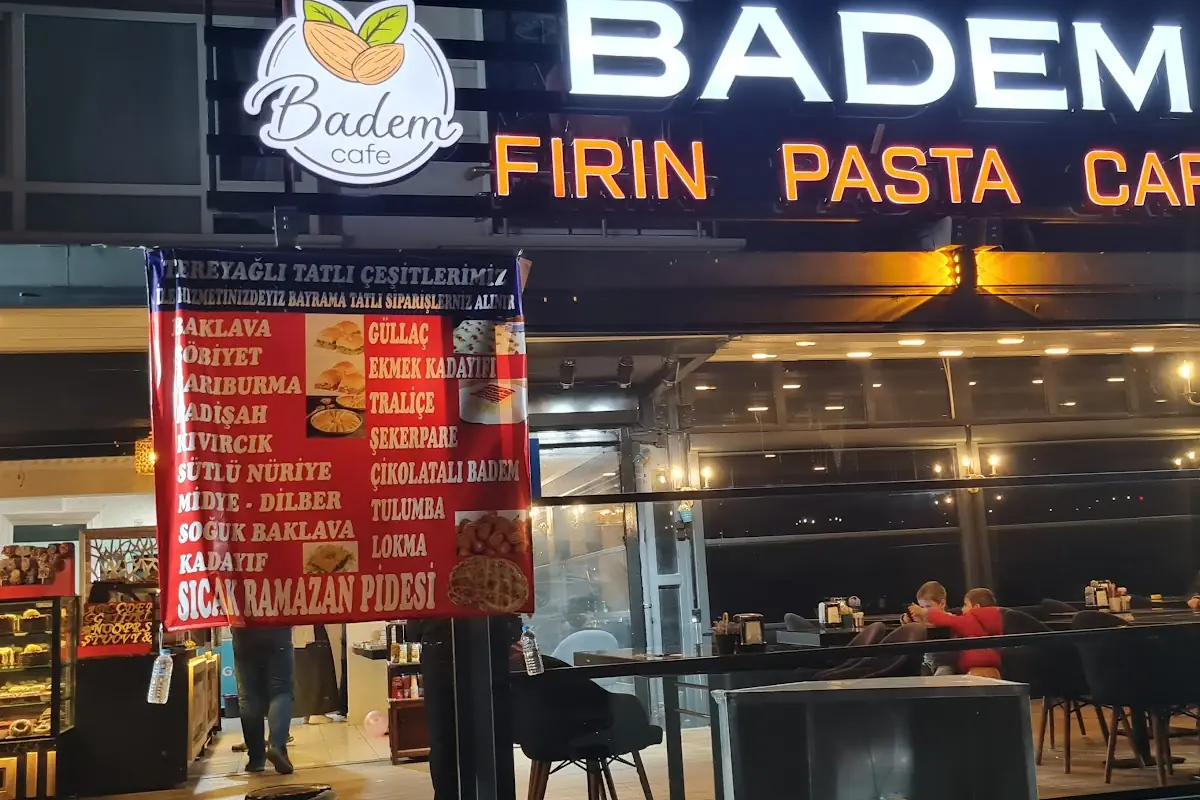 Badem
cafe
BADEM
FIRIN PASTA CAF
TEREYAĞLI TATLI ÇEŞİTLERİMİZ
İLE HİZMETİNİZDEYİZ BAYRAMA TATLI SİPARİŞLERNİZ ALINIR
BAKLAVA
ŞÖBİYET
SARIBURMA
PADİŞAH
KIVIRCIK
SÜTLÜ NÜRİYE
MİDYE - DİLBER
SOĞUK BAKLAVA
KADAYIF
GÜLLAÇ
EKMEK KADAYIFI
TRALİÇE
ŞEKERPARE
ÇİKOLATALI BADEM
TULUMBA
LOKMA
SICAK RAMAZAN PİDESİ